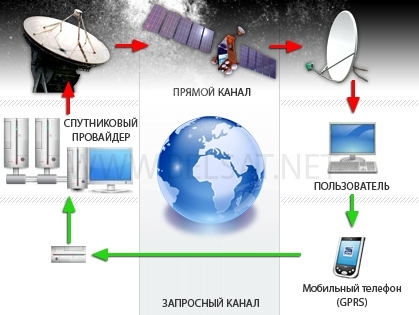 ПРЯМОЙ КАНАЛ
СПУТНИКОВЫЙ
ПРОВАЙДЕР
ПОЛЬЗОВАТЕЛЬ
Мобильный телефон
(GPRS)
ЗАПРОСНЫЙ КАНАЛ